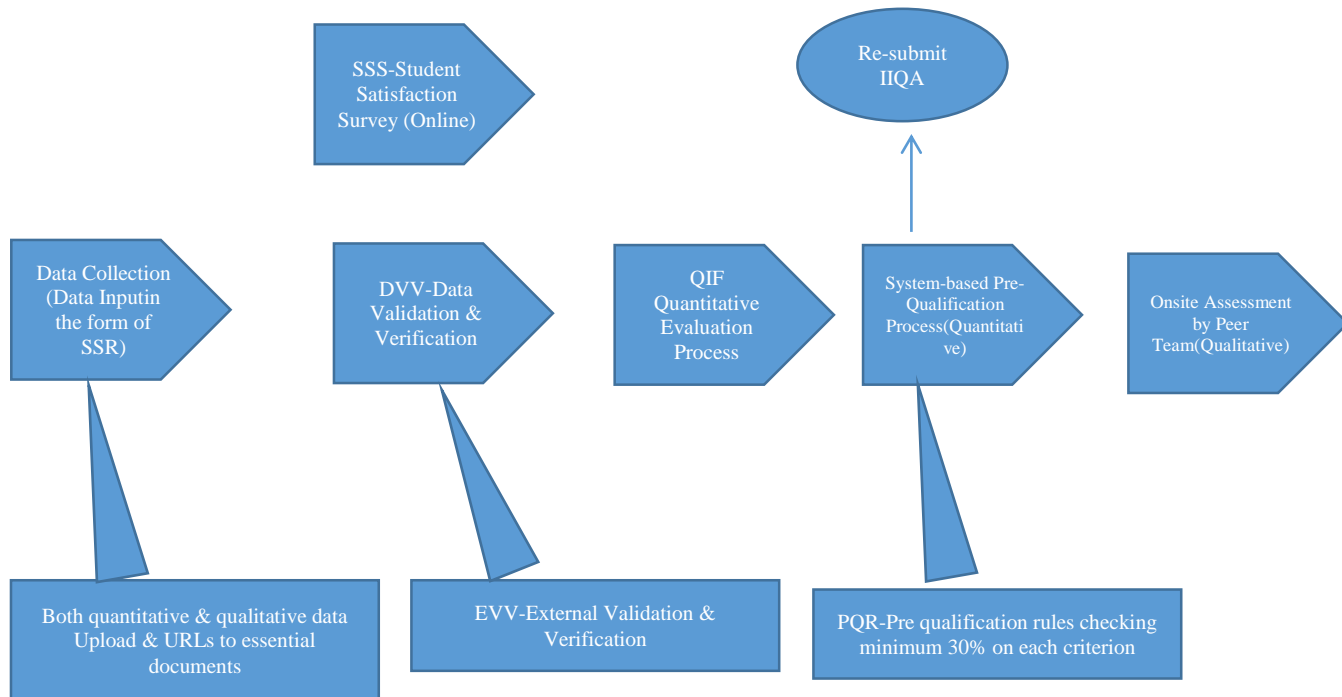 SSS-Student
Satisfaction
Survey (Online)
Re-submit
IIQA
Data Collection
(Data Inputin
the form of
SSR)
DVV-Data
Validation &
Verification
QIF
Quantitative
Evaluation
Process
System-based Pre-
Qualification
Process(Quantitati
ve)
Onsite Assessment
by Peer
Team(Qualitative)
Both quantitative & qualitative data
Upload & URLs to essential
documents
EVV-External Validation &
Verification
PQR-Pre qualification rules checking
minimum 30% on each criterion